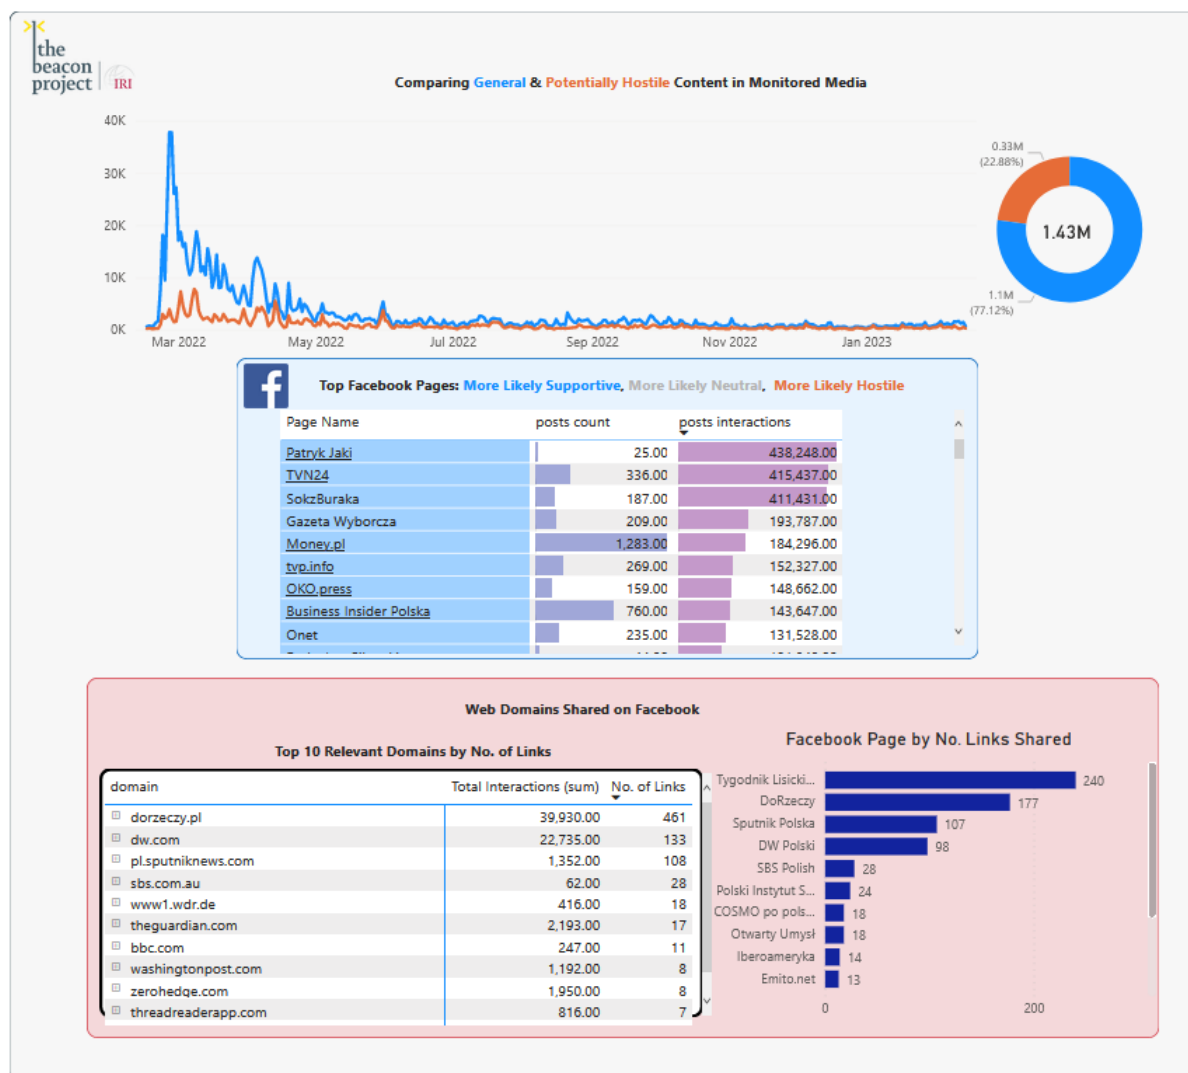 the
beacon
project
IRI
Comparing General & Potentially Hostile Content in Monitored Media
40K
30K
20K
10K
0K
Mar 2022
May 2022
Jul 2022
Sep 2022
Nov 2022
Jan 2023
0.33M
(22.88%)
1.43M
1.1M
(77.12%)
Top Facebook Pages: More Likely Supportive, More Likely Neutral, More Likely Hostile
Page Name posts count posts interactions
Patryk Jaki 25.00 438,248.00
TVN24 336.00 415,437.00
SokzBuraka 187.00 411,431.00
Gazeta Wyborcza 209.00 193,787.00
Money.pl 1,283.00 184,296.00
tvp.info 269.00 152,327.00
OKO.press 159.00 148,662.00
Business Insider Polska 760.00 143,647.00
Onet 235.00 131,528.00
Web Domains Shared on Facebook
Top 10 Relevant Domains by No. of Links
domain Total Interactions (sum) No. of Links
dorzeczy.pl 39,930.00 461
dw.com 22,735.00 133
pl.sputniknews.com 1,352.00 108
sbs.com.au 62.00 28
www1.wdr.de 416.00 18
theguardian.com 2,193.00 17
bbc.com 247.00 11
washingtonpost.com 1,192.00 8
zerohedge.com 1,950.00 8
threadreaderapp.com 816.00 7
Facebook Page by No. Links Shared
Tygodnik Lisicki... 240
DoRzeczy 177
Sputnik Polska 107
DW Polski 98
SBS Polish 28
Polski Instytut S... 24
COSMO po pols... 18
Otwarty Umysł 18
Iberoameryka 14
Emito.net 13
0 200